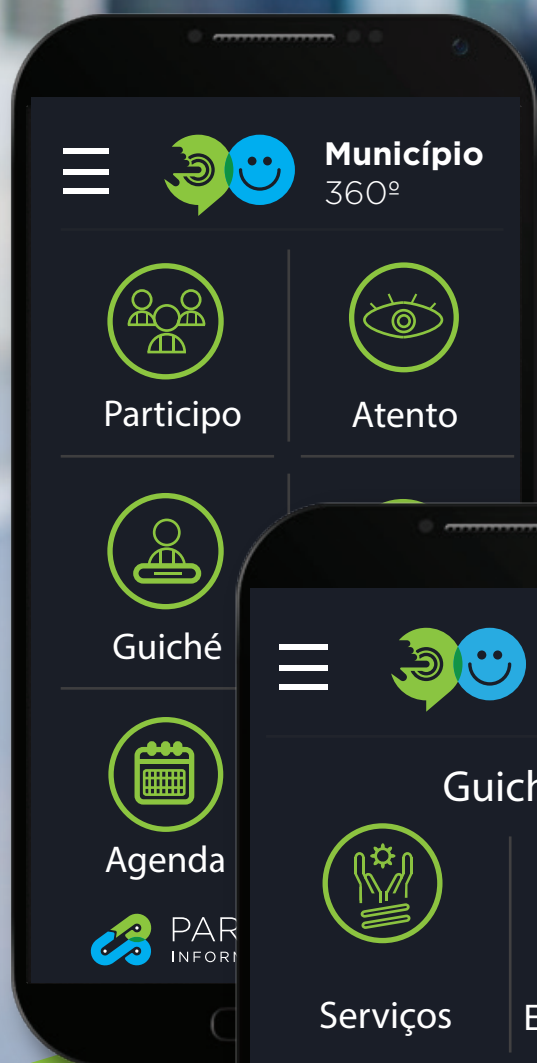 Município
360º
Participo
Atento
Guiché
Agenda
Serviços